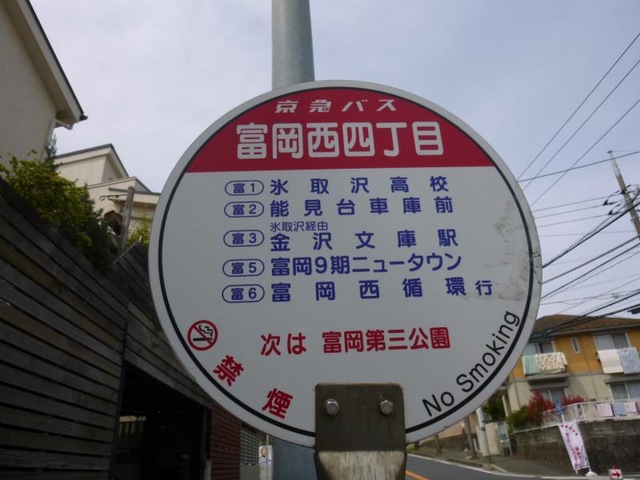 京急バス
富岡西四丁目
富1 氷取沢高校
富2 能見台車庫前
氷取沢経由
富3 金沢文庫駅
富5 富岡9期ニュータウン
富6 富岡西循環行
次は 富岡第三公園
禁煙
No Smoking